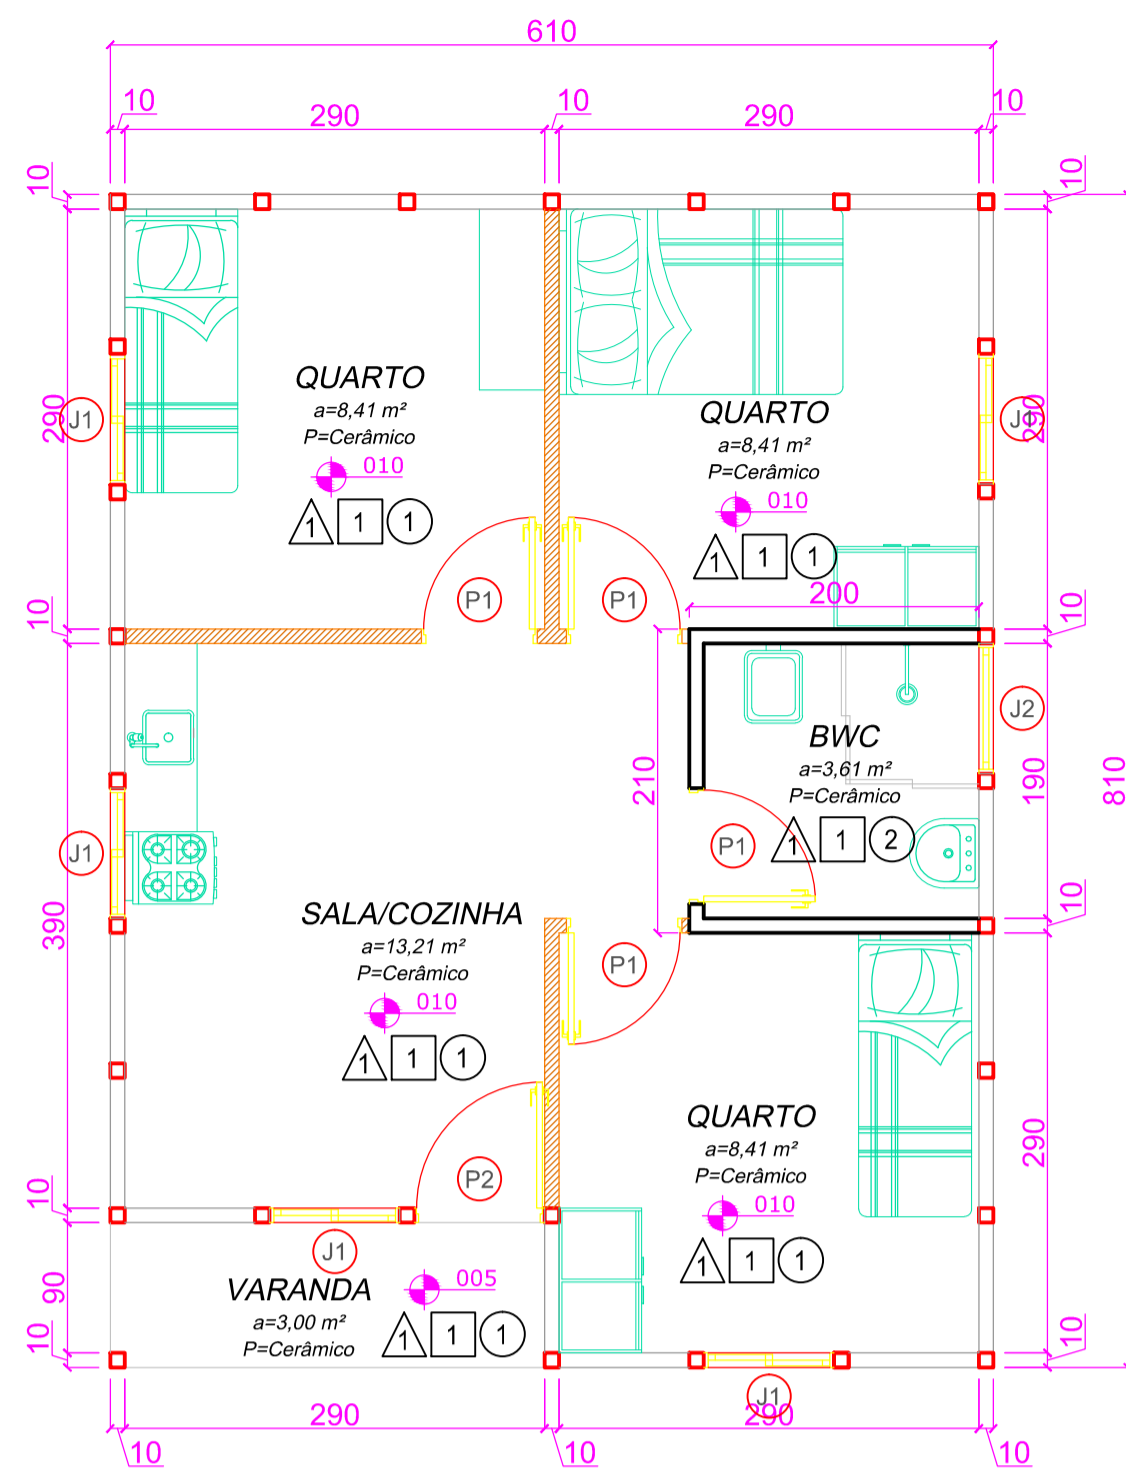 610
10
290
10
290
10
10
10
QUARTO
a=8,41 m²
P=Cerâmico
010
1 1 1
QUARTO
a=8,41 m²
P=Cerâmico
010
1 1 1
290
J1
J1
290
P1
P1
200
10
10
J2
BWC
a=3,61 m²
P=Cerâmico
1 1 2
P1
210
190
810
J1
390
SALA/COZINHA
a=13,21 m²
P=Cerâmico
010
1 1 1
P1
10
QUARTO
a=8,41 m²
P=Cerâmico
010
1 1 1
290
P2
10
J1
VARANDA
a=3,00 m²
P=Cerâmico
005
1 1 1
90
10
10
J1
290
290
10
10
10